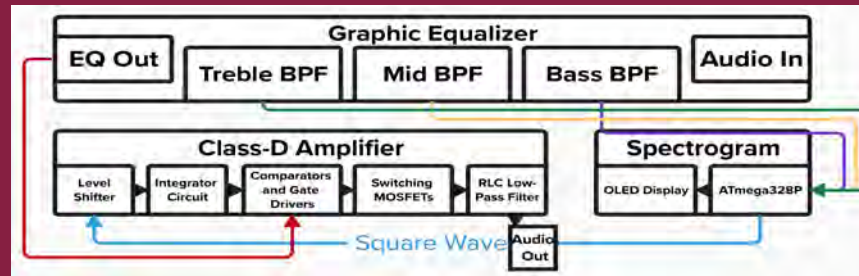 Graphic Equalizer
EQ Out
Treble BPF
Mid BPF
Bass BPF
Audio In
Class-D Amplifier
Level
Shifter
Integrator
Circuit
Comparators
and Gate
Drivers
Switching
MOSFETs
RLC Low-
Pass Filter
Spectrogram
OLED Display
ATmega328P
Square Wave
Audio
Out